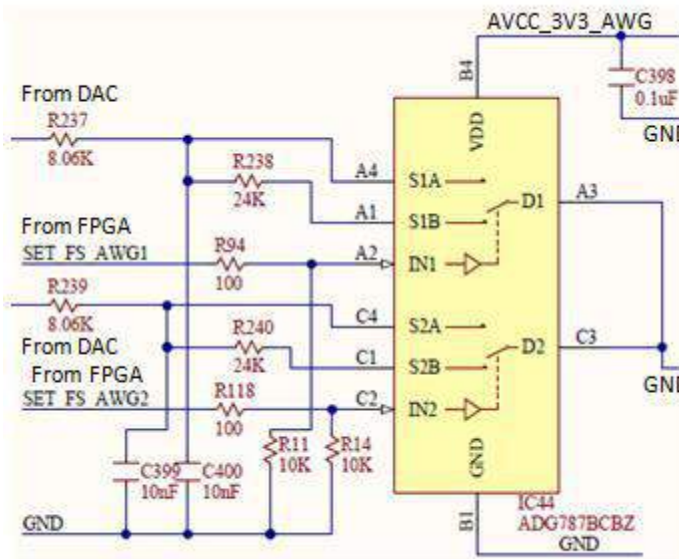 AVCC_3V3_AWG
B4
C398
0.1uF
GND
From DAC
R237
8.06K
VDD
R238
24K
A4
S1A
A1
S1B
D1
A3
From FPGA
SET_FS_AWG1
R94
100
A2
IN1
R239
8.06K
C4
S2A
From DAC
R240
24K
C1
S2B
D2
C3
GND
From FPGA
SET_FS_AWG2
R118
100
C2
IN2
R11
10K
R14
10K
GND
C399
10nF
C400
10nF
GND
B1
IC44
ADG787BCBZ
GND